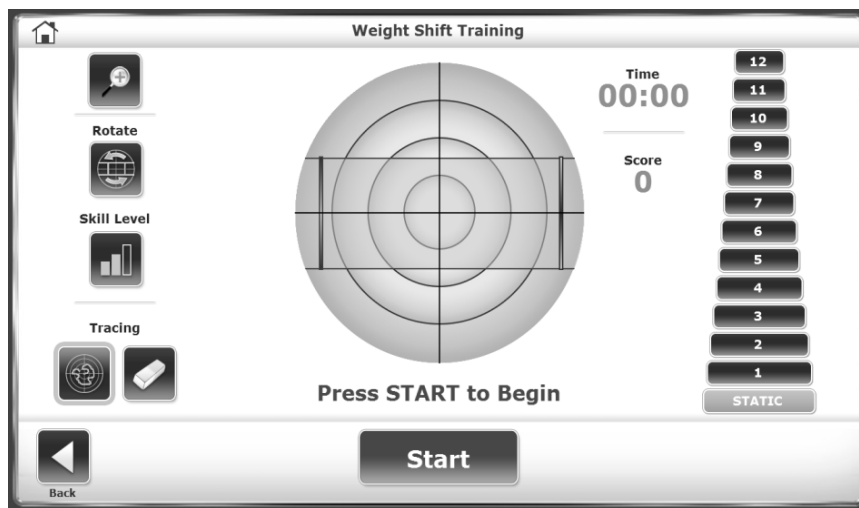 Weight Shift Training
Rotate
Skill Level
Tracing
Time
00:00
Score
0
12
11
10
9
8
7
6
5
4
3
2
1
STATIC
Press START to Begin
Start
Back